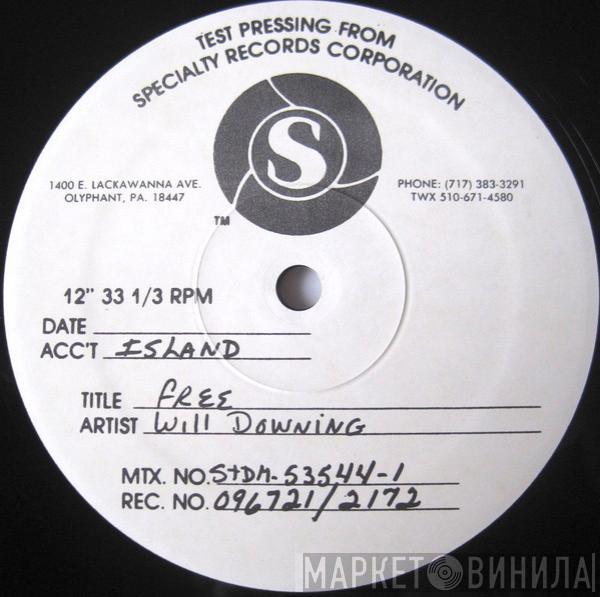 TEST PRESSING FROM
SPECIALTY RECORDS CORPORATION
S
TM
1400 E. LACKAWANNA AVE.
OLYPHANT, PA. 18447
PHONE: (717) 383-3291
TWX 510-671-4580
12" 33 1/3 RPM
DATE
ACC'T ISLAND
TITLE FREE
ARTIST Will DOWNING
MTX. NO. StDM-53544-1
REC. NO. 096721/2172
МАРКЕТ ВИНИЛА